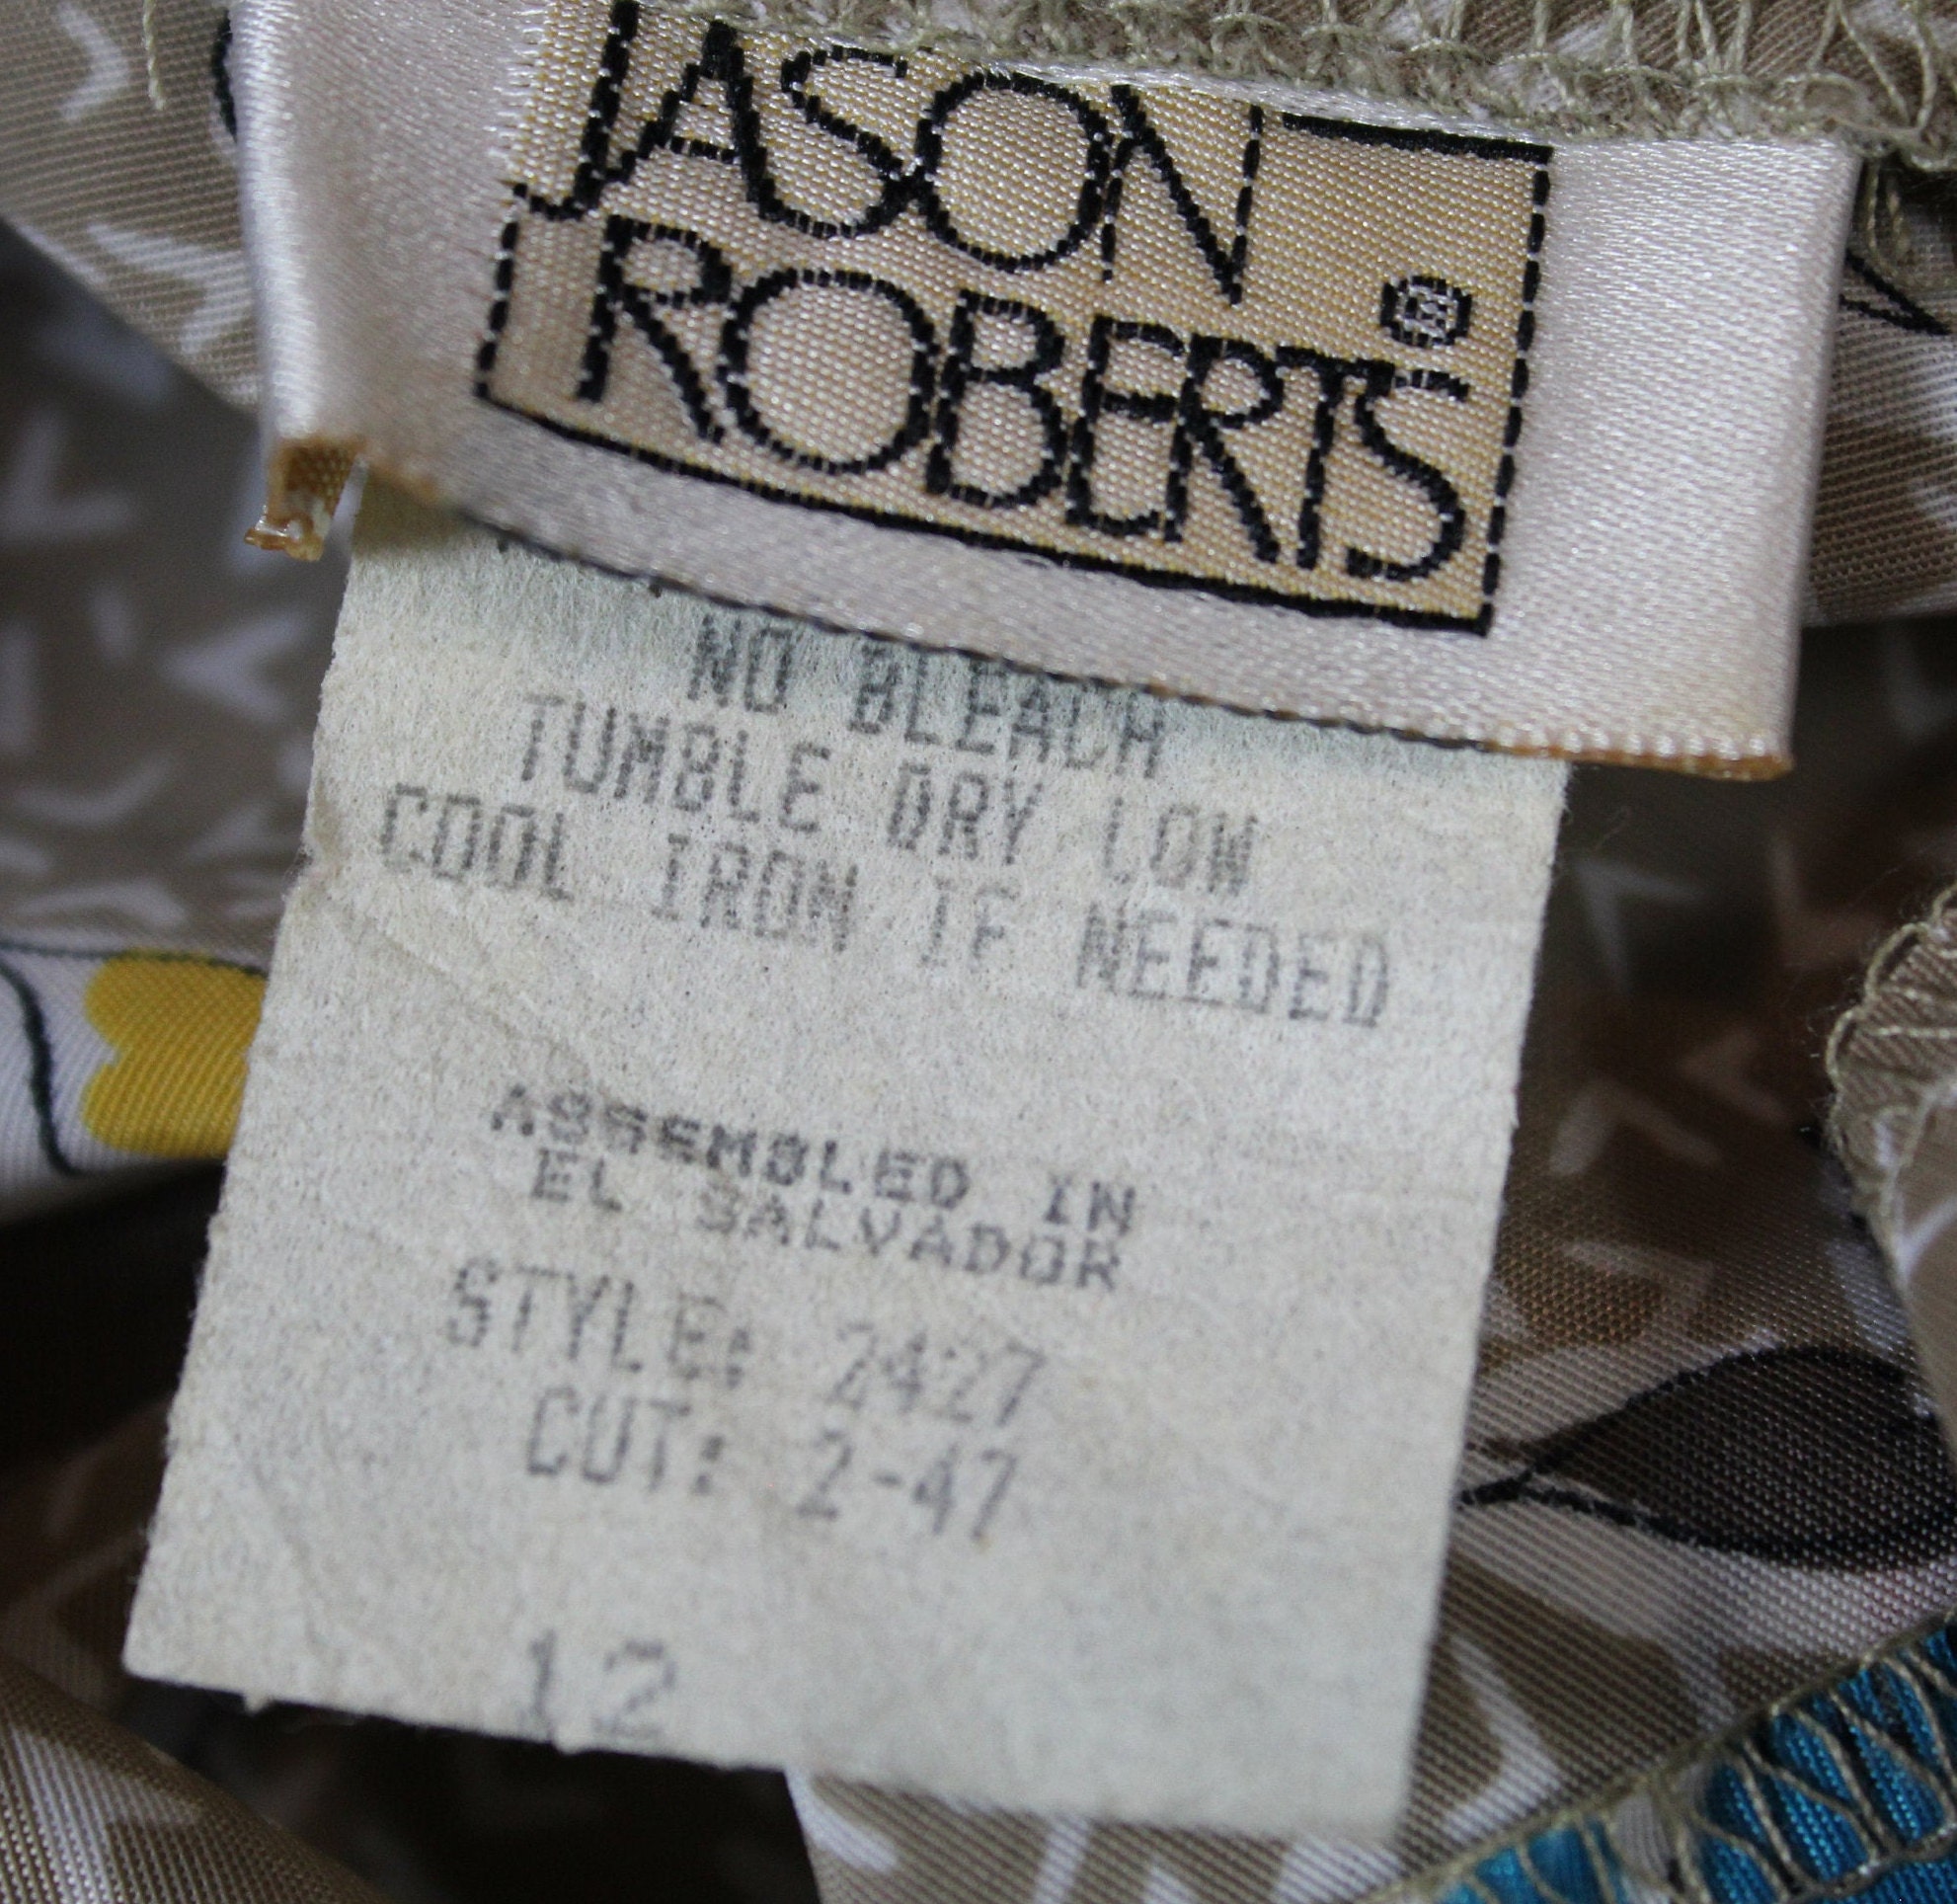 JASON
ROBERTS®
NO BLEACH
TUMBLE DRY LOW
COOL IRON IF NEEDED
ASSEMBLED IN
EL SALVADOR
STYLE: 2427
CUT: 2-47
12